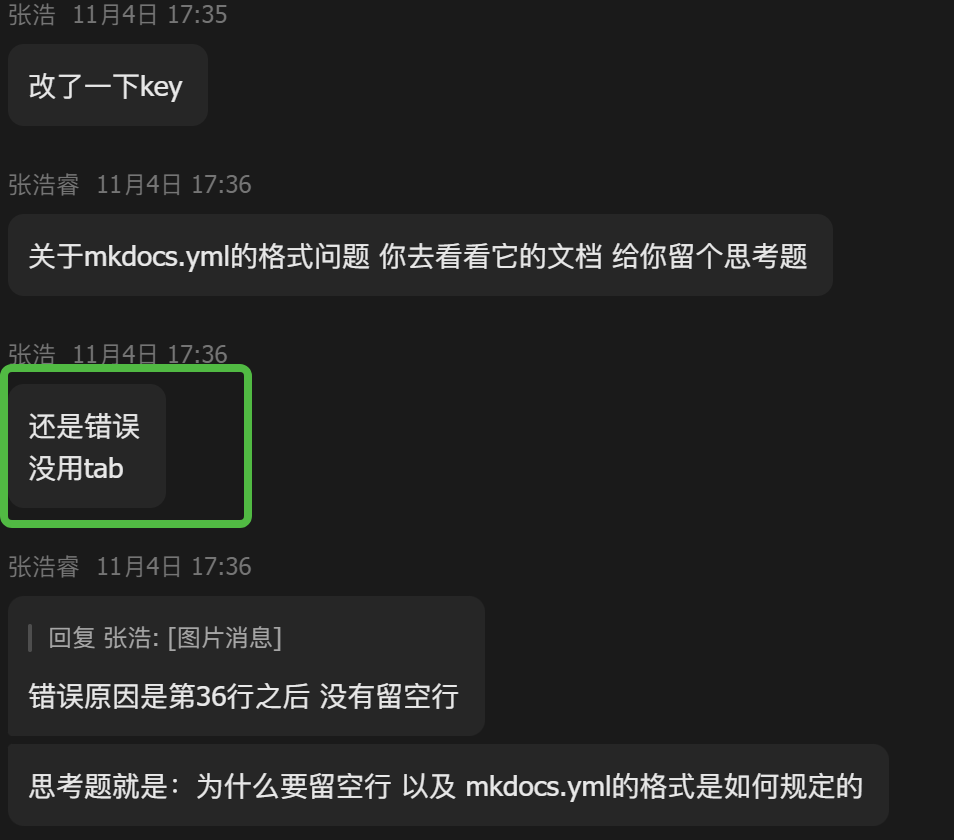 张浩 11月4日 17:35
改了一下key
张浩睿 11月4日 17:36
关于mkdocs.yml的格式问题 你去看看它的文档 给你留个思考题
张浩 11月4日 17:36
还是错误
没用tab
张浩睿 11月4日 17:36
回复 张浩: [图片消息]
错误原因是第36行之后 没有留空行
思考题就是：为什么要留空行 以及 mkdocs.yml的格式是如何规定的